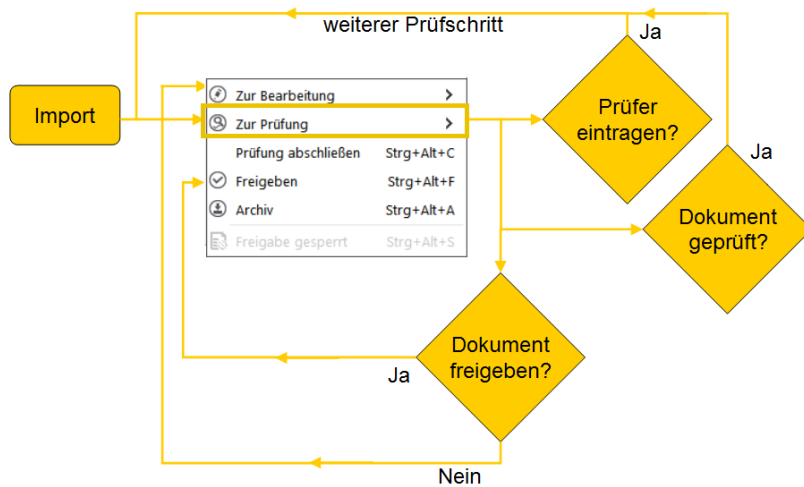 weiterer Prüfschritt
Ja
Import
Zur Bearbeitung
Zur Prüfung
Prüfung abschließen Strg+Alt+C
Freigeben Strg+Alt+F
Archiv Strg+Alt+A
Freigabe gesperrt Strg+Alt+S
Prüfer
eintragen?
Ja
Dokument
geprüft?
Dokument
freigeben?
Ja
Nein